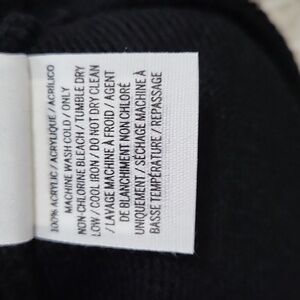 100% ACRYLIC / ACRYLIQUE / ACRÍLICO
MACHINE WASH COLD / ONLY
NON-CHLORINE BLEACH / TUMBLE DRY
LOW / COOL IRON / DO NOT DRY CLEAN
/ LAVAGE MACHINE À FROID / AGENT
DE BLANCHIMENT NON CHLORÉ
UNIQUEMENT / SÉCHAGE MACHINE À
BASSE TEMPÉRATURE / REPASSAGE